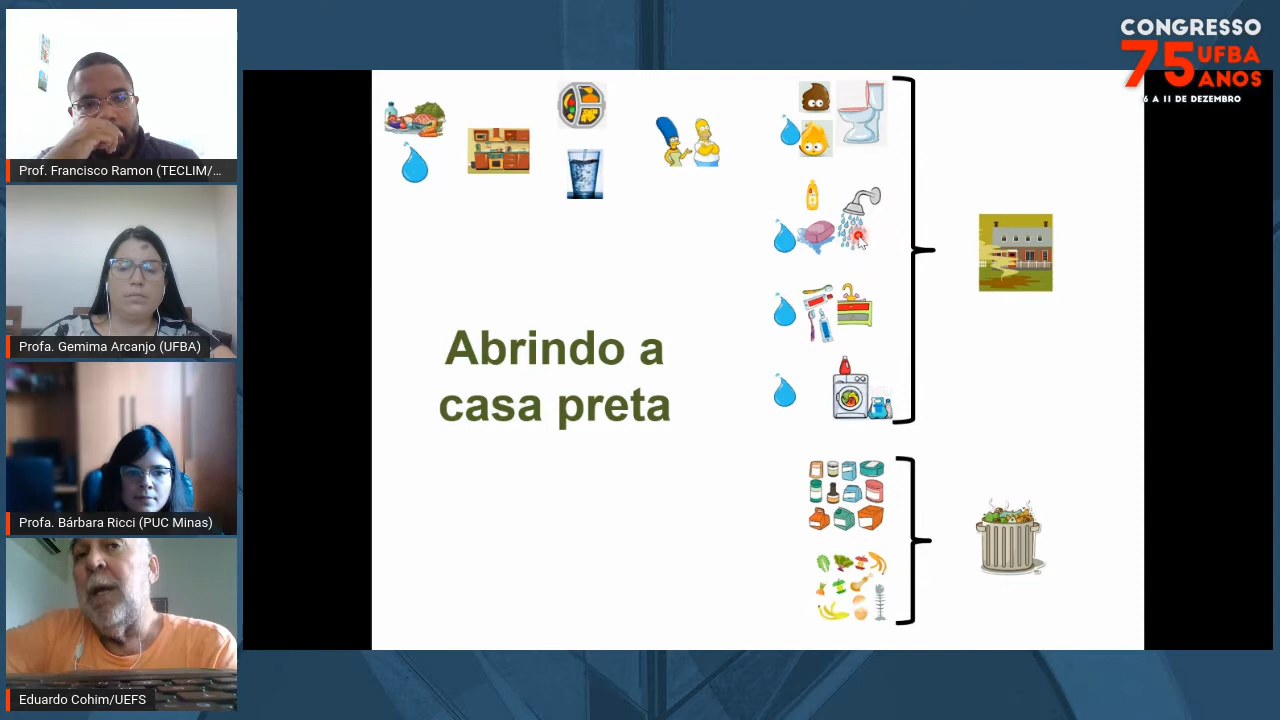 CONGRESSO
75 UFBA
ANOS
6 A 11 DE DEZEMBRO
Prof. Francisco Ramon (TECLIM/...
Profa. Gemima Arcanjo (UFBA)
Profa. Bárbara Ricci (PUC Minas)
Eduardo Cohim/UEFS
Abrindo a
casa preta